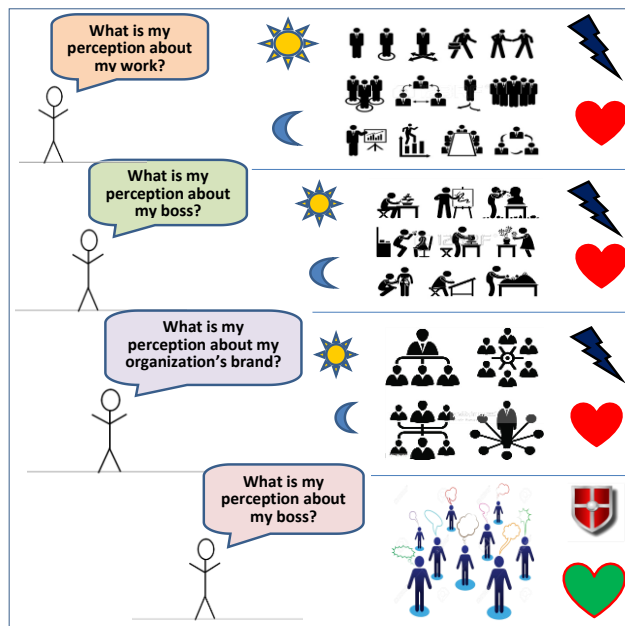 What is my
perception about
my work?
What is my
perception about
my boss?
What is my
perception about my
organization's brand?
What is my
perception about
my boss?